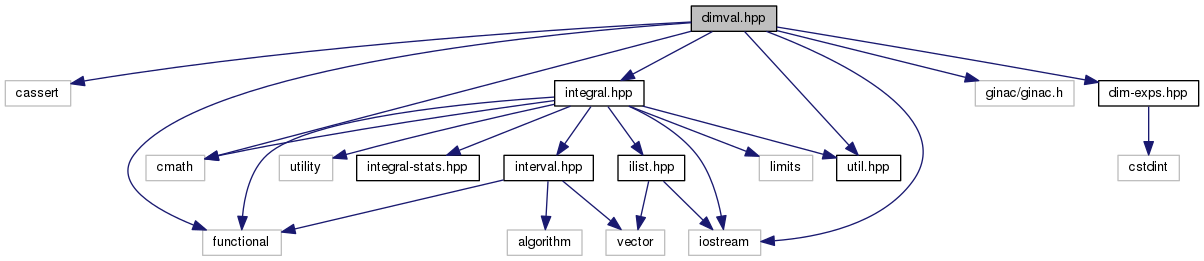 dimval.hpp
cassert
integral.hpp
ginac/ginac.h
dim-exps.hpp
cmath
utility
integral-stats.hpp
interval.hpp
ilist.hpp
limits
util.hpp
cstdint
functional
algorithm
vector
iostream